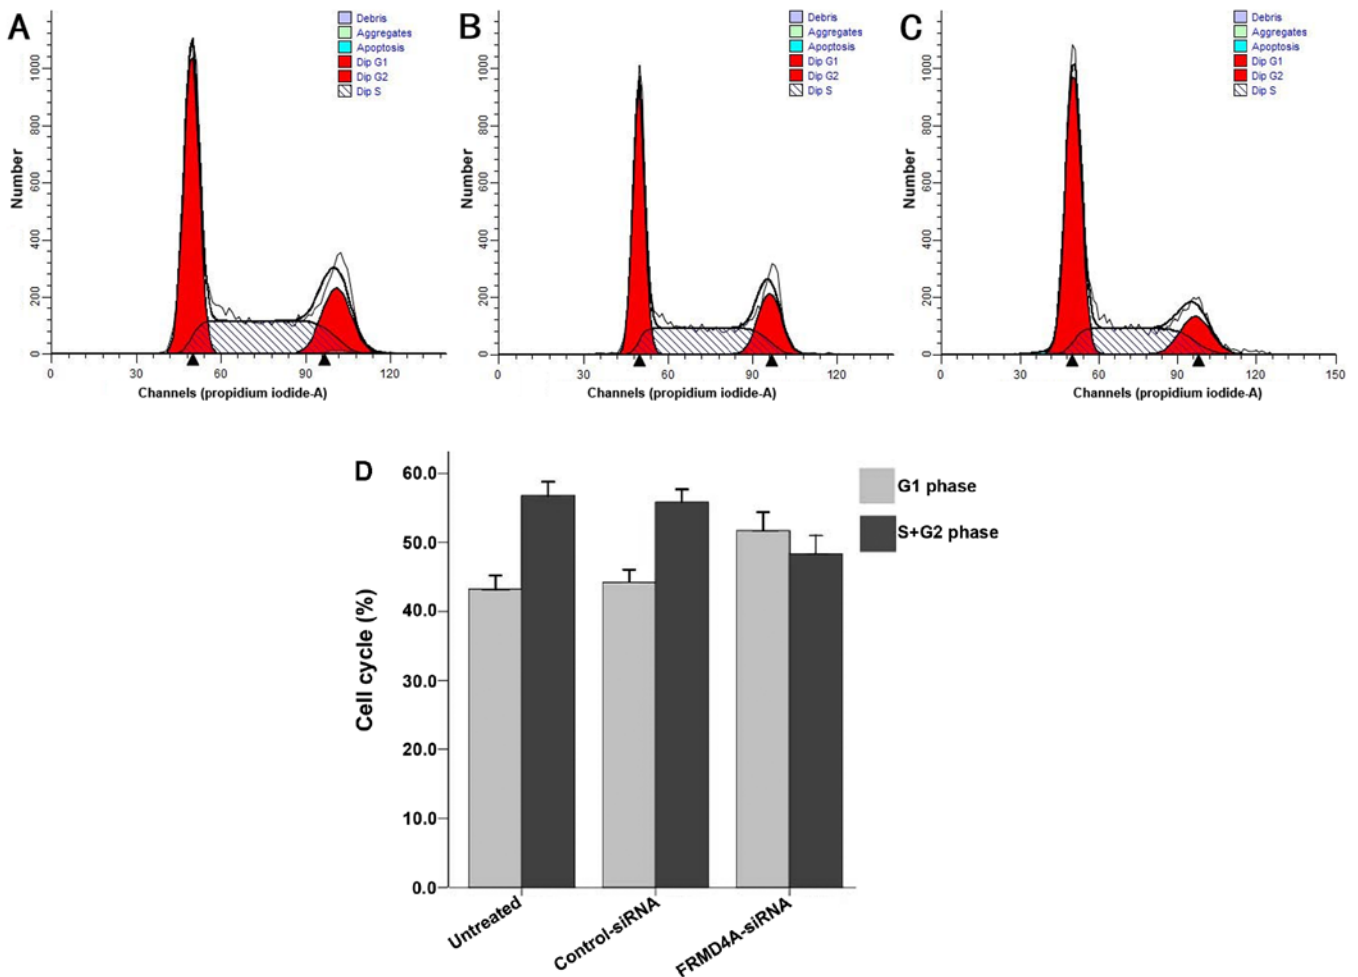 A
Debris
Aggregates
Apoptosis
Dip G1
Dip G2
Dip S
Number
0 200 400 600 800 1000
0 30 60 90 120
Channels (propidium iodide-A)
B
Debris
Aggregates
Apoptosis
Dip G1
Dip G2
Dip S
Number
0 200 400 600 800 1000
0 30 60 90 120
Channels (propidium iodide-A)
C
Debris
Aggregates
Apoptosis
Dip G1
Dip G2
Dip S
Number
0 200 400 600 800 1000
0 30 60 90 120 150
Channels (propidium iodide-A)
D
Cell cycle (%)
60.0
50.0
40.0
30.0
20.0
10.0
0.0
G1 phase
S+G2 phase
Untreated
Control-siRNA
FRMD4A-siRNA